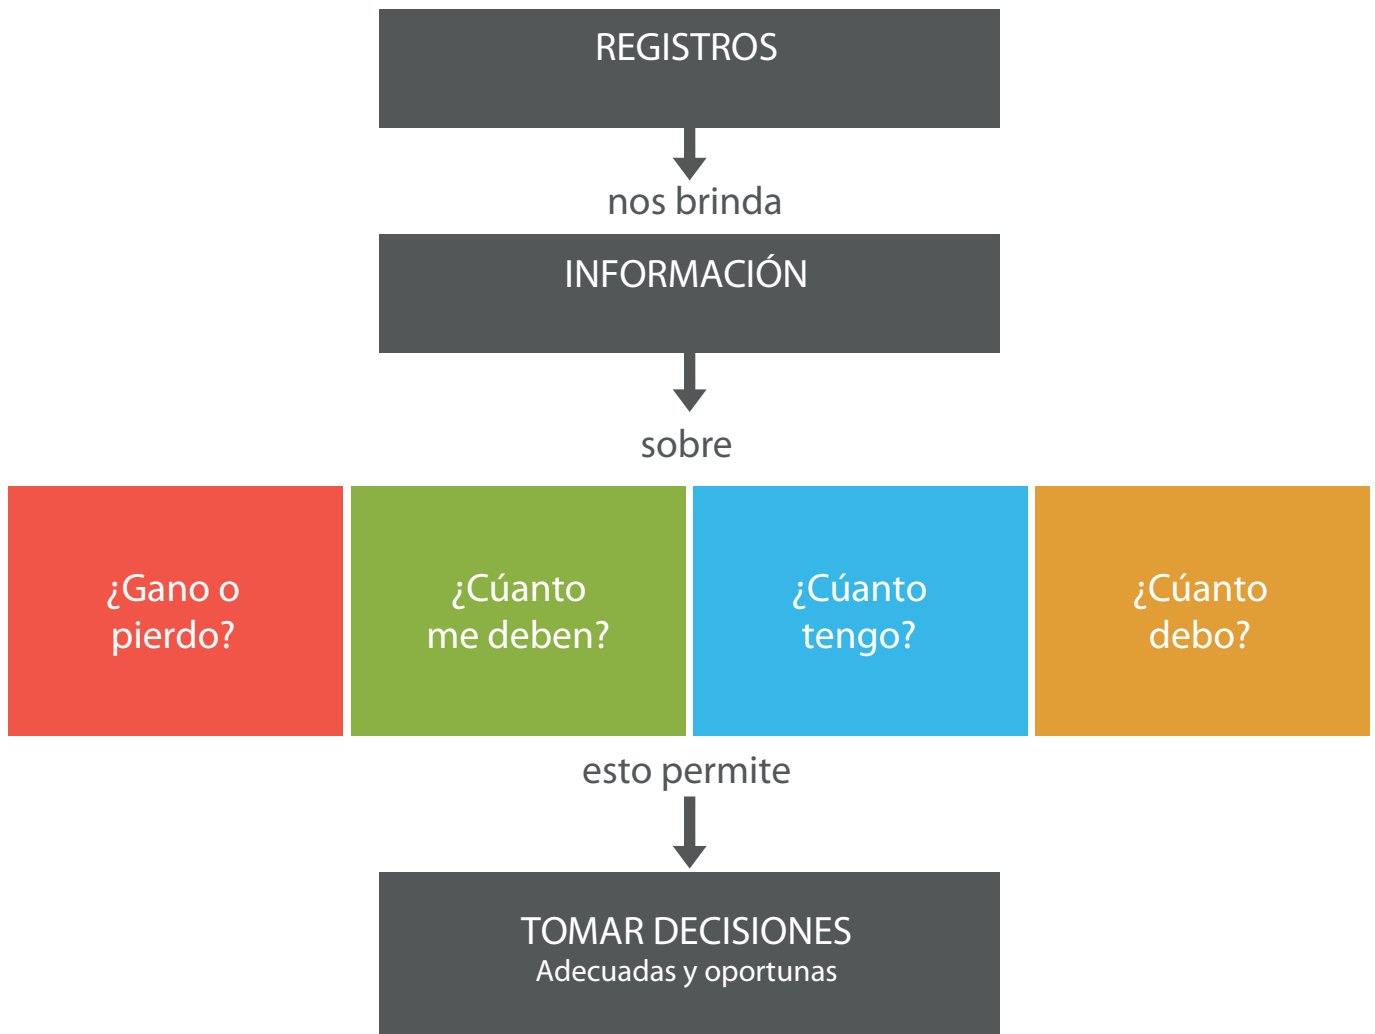 REGISTROS
nos brinda
INFORMACIÓN
sobre
¿Gano o
pierdo?
¿Cúanto
me deben?
¿Cúanto
tengo?
¿Cúanto
debo?
esto permite
TOMAR DECISIONES
Adecuadas y oportunas